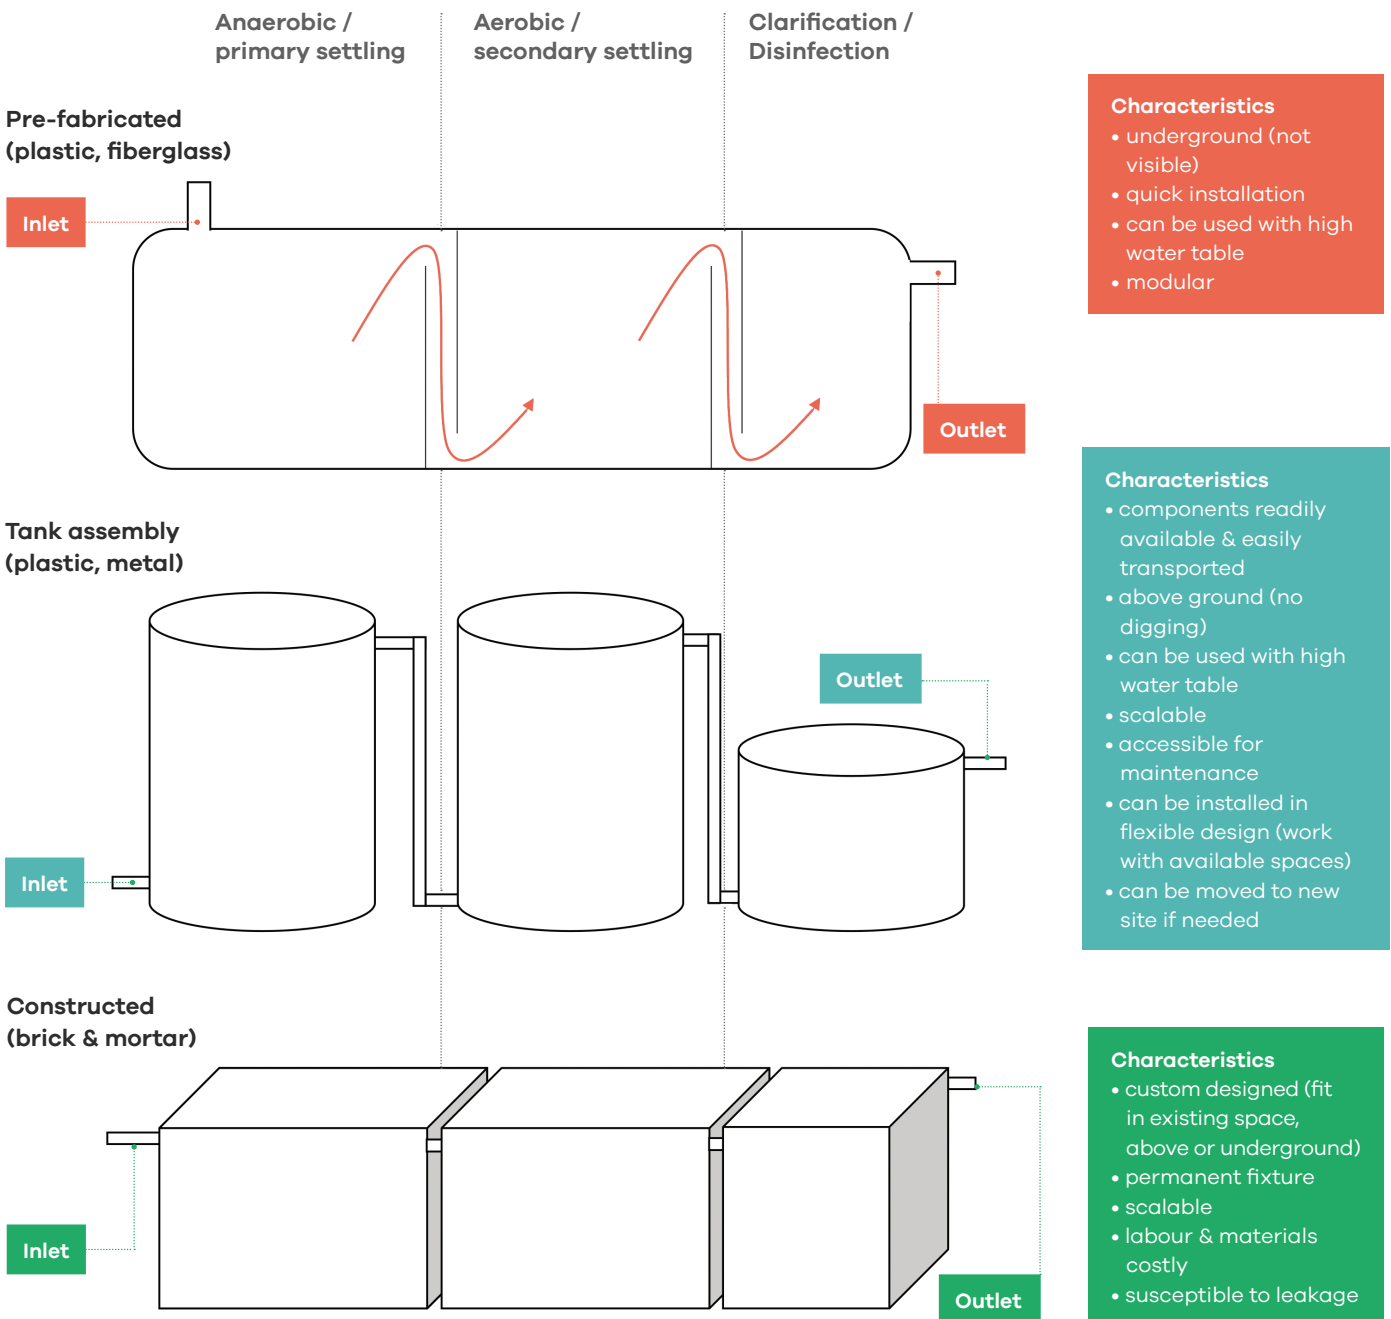 Anaerobic /
primary settling
Aerobic /
secondary settling
Clarification /
Disinfection
Pre-fabricated
(plastic, fiberglass)
Inlet
Outlet
Characteristics
• underground (not
visible)
• quick installation
• can be used with high
water table
• modular
Tank assembly
(plastic, metal)
Inlet
Outlet
Characteristics
• components readily
available & easily
transported
• above ground (no
digging)
• can be used with high
water table
• scalable
• accessible for
maintenance
• can be installed in
flexible design (work
with available spaces)
• can be moved to new
site if needed
Constructed
(brick & mortar)
Inlet
Outlet
Characteristics
• custom designed (fit
in existing space,
above or underground)
• permanent fixture
• scalable
• labour & materials
costly
• susceptible to leakage